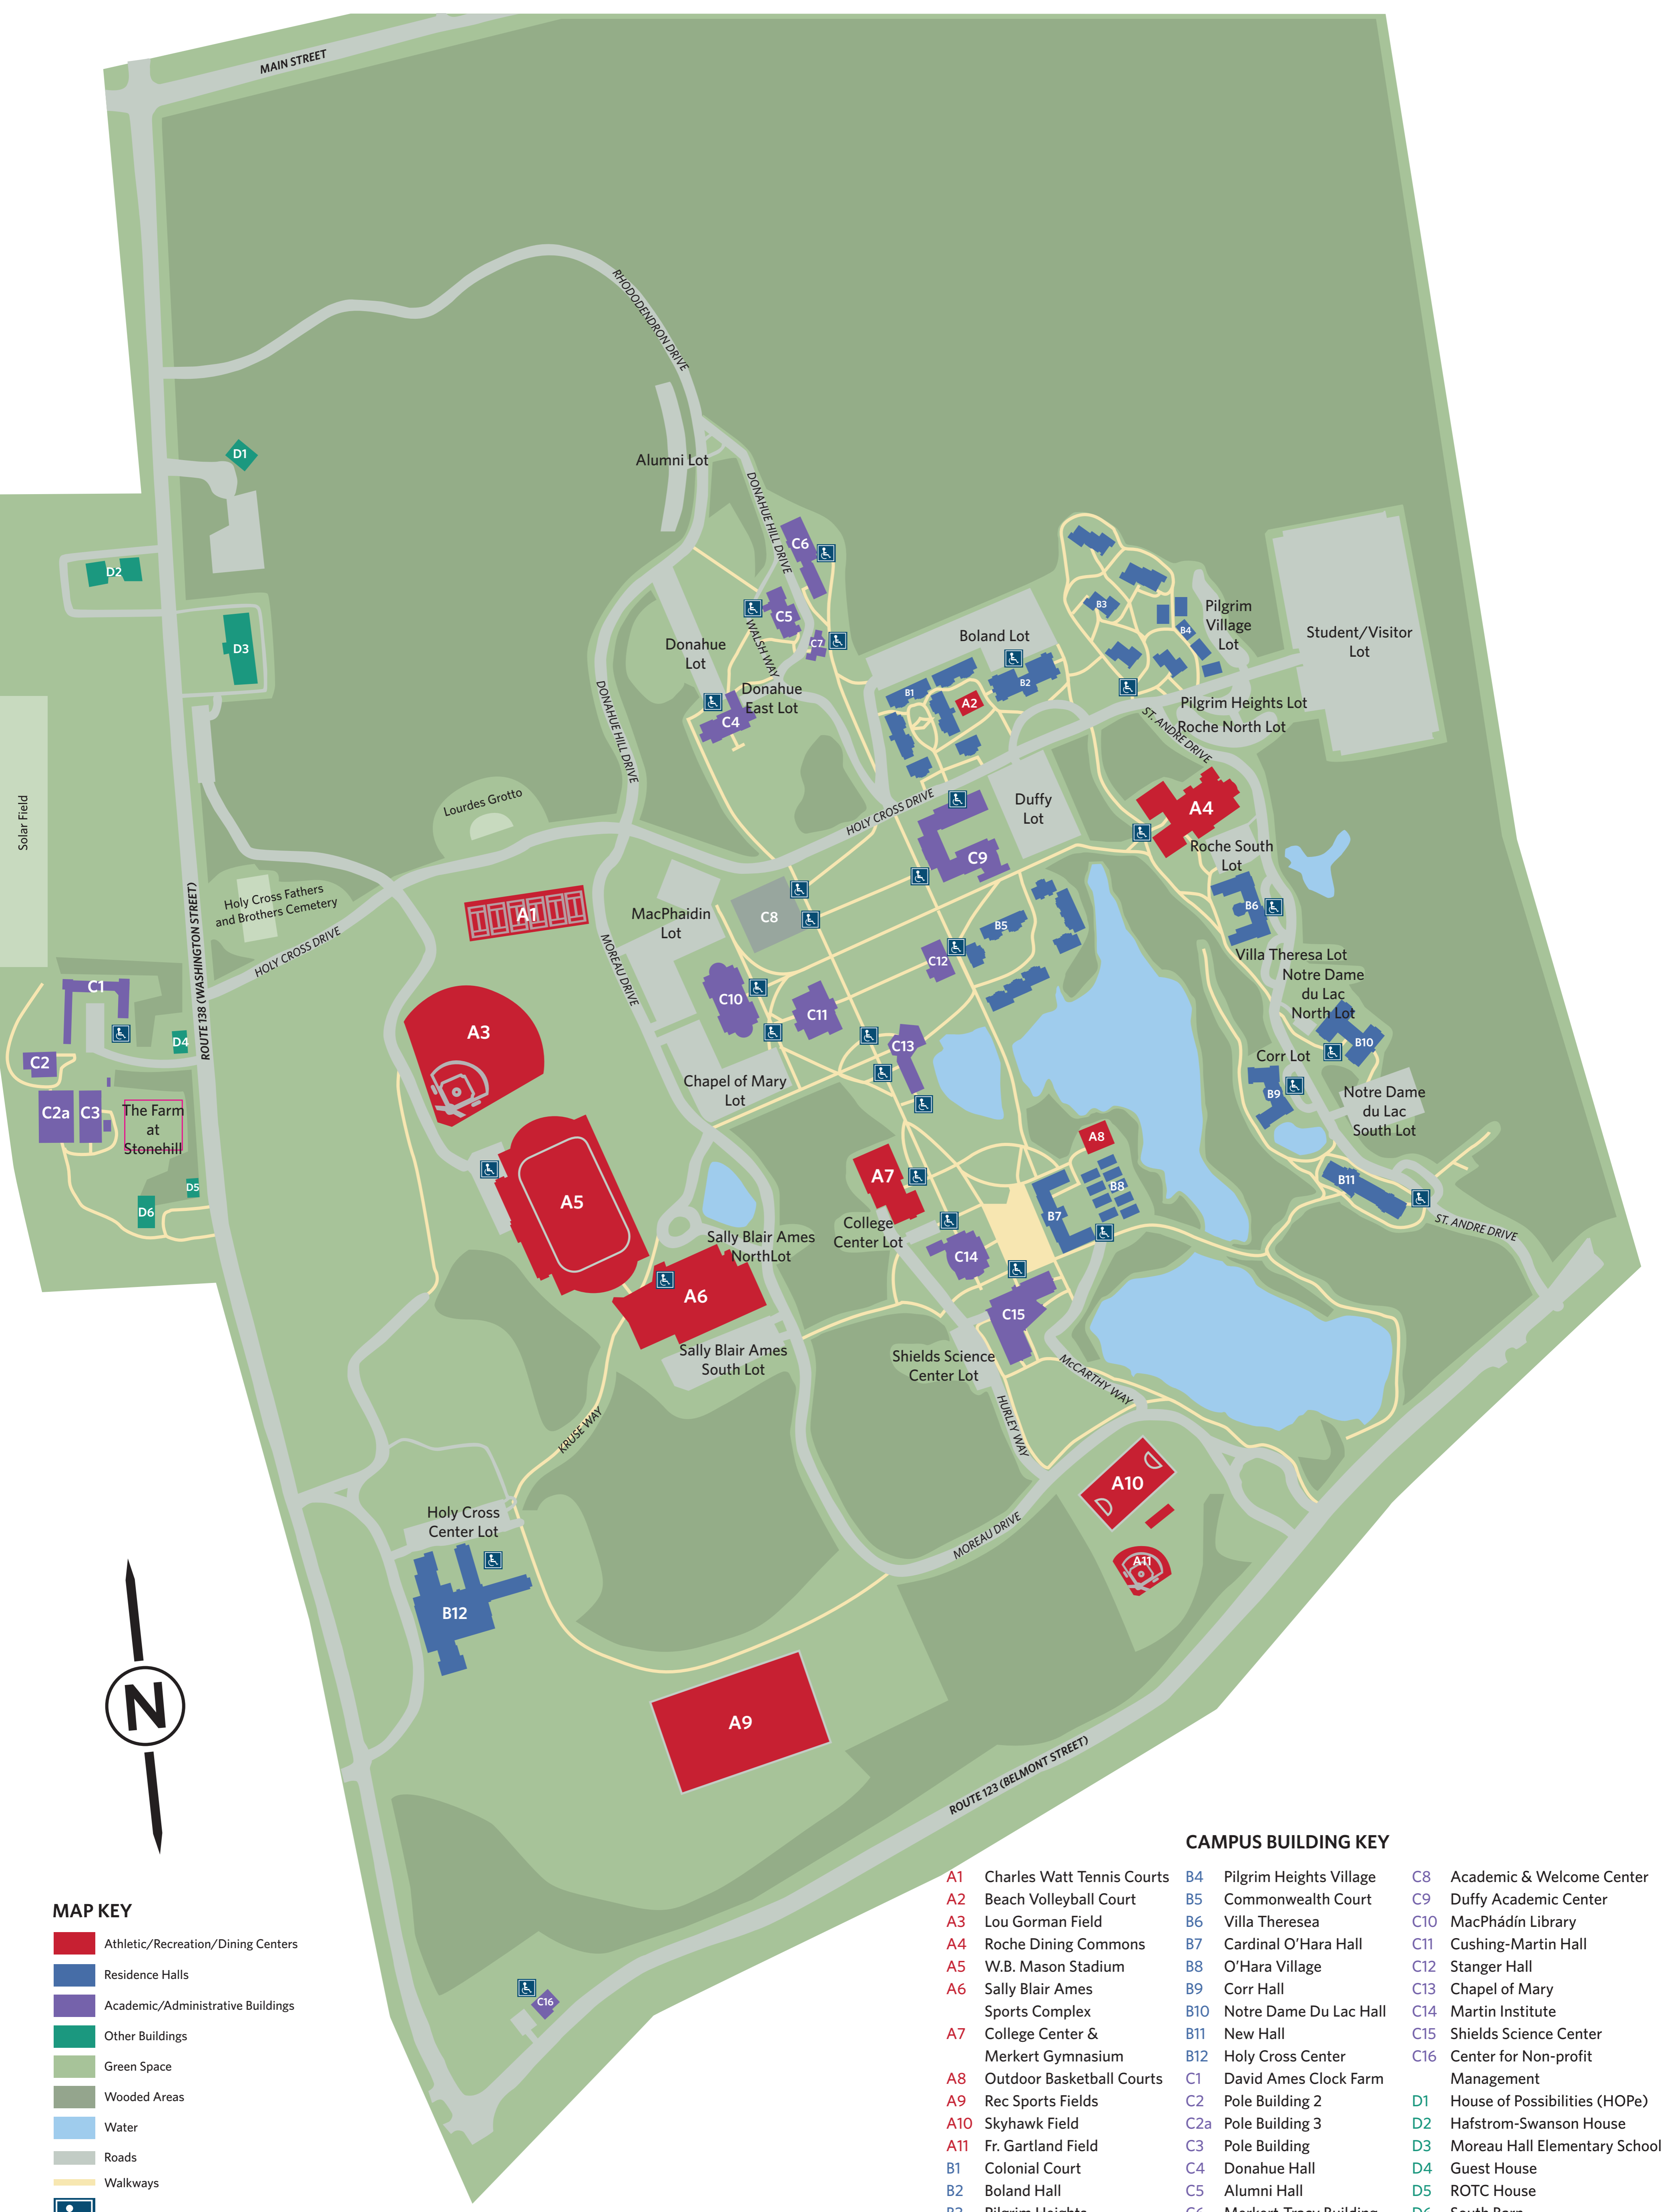 MAIN STREET
RHODODENDRON DRIVE
D1
Alumni Lot
DONAHUE HILL DRIVE
C6
D2
C5
WALSH WAY
C7
D3
Donahue
Lot
Donahue
East Lot
C4
DONAHUE HILL DRIVE
Boland Lot
B1
B2
A2
B3
B4
Pilgrim
Village
Lot
Student/Visitor
Lot
Pilgrim Heights Lot
Roche North Lot
ST. ANDRE DRIVE
Solar Field
Lourdes Grotto
HOLY CROSS DRIVE
Duffy
Lot
A4
Roche South
Lot
C9
Holy Cross Fathers
and Brothers Cemetery
HOLY CROSS DRIVE
ROUTE 138 (WASHINGTON STREET)
A1
MacPhaidin
Lot
C8
B5
B6
C12
Villa Theresa Lot
Notre Dame
du Lac
North Lot
MOREAU DRIVE
C1
C10
C11
A3
D4
C13
B10
C2
Corr Lot
Chapel of Mary
Lot
B9
Notre Dame
du Lac
South Lot
C2a
C3
The Farm
at
Stonehill
A8
A7
B11
D5
B8
A5
D6
B7
College
Center Lot
ST. ANDRE DRIVE
Sally Blair Ames
NorthLot
C14
A6
C15
Sally Blair Ames
South Lot
Shields Science
Center Lot
McCARTHY WAY
HURLEY WAY
KRUSE WAY
A10
Holy Cross
Center Lot
MOREAU DRIVE
A11
B12
N
A9
ROUTE 123 (BELMONT STREET)
C16
MAP KEY
Athletic/Recreation/Dining Centers
Residence Halls
Academic/Administrative Buildings
Other Buildings
Green Space
Wooded Areas
Water
Roads
Walkways
CAMPUS BUILDING KEY
A1 Charles Watt Tennis Courts
A2 Beach Volleyball Court
A3 Lou Gorman Field
A4 Roche Dining Commons
A5 W.B. Mason Stadium
A6 Sally Blair Ames
Sports Complex
A7 College Center &
Merkert Gymnasium
A8 Outdoor Basketball Courts
A9 Rec Sports Fields
A10 Skyhawk Field
A11 Fr. Gartland Field
B1 Colonial Court
B2 Boland Hall
B3 Pilgrim Heights
B4 Pilgrim Heights Village
B5 Commonwealth Court
B6 Villa Theresea
B7 Cardinal O'Hara Hall
B8 O'Hara Village
B9 Corr Hall
B10 Notre Dame Du Lac Hall
B11 New Hall
B12 Holy Cross Center
C1 David Ames Clock Farm
C2 Pole Building 2
C2a Pole Building 3
C3 Pole Building
C4 Donahue Hall
C5 Alumni Hall
C6 Merkert-Tracy Building
C8 Academic & Welcome Center
C9 Duffy Academic Center
C10 MacPhádín Library
C11 Cushing-Martin Hall
C12 Stanger Hall
C13 Chapel of Mary
C14 Martin Institute
C15 Shields Science Center
C16 Center for Non-profit
Management
D1 House of Possibilities (HOPe)
D2 Hafstrom-Swanson House
D3 Moreau Hall Elementary School
D4 Guest House
D5 ROTC House
D6 South Barn